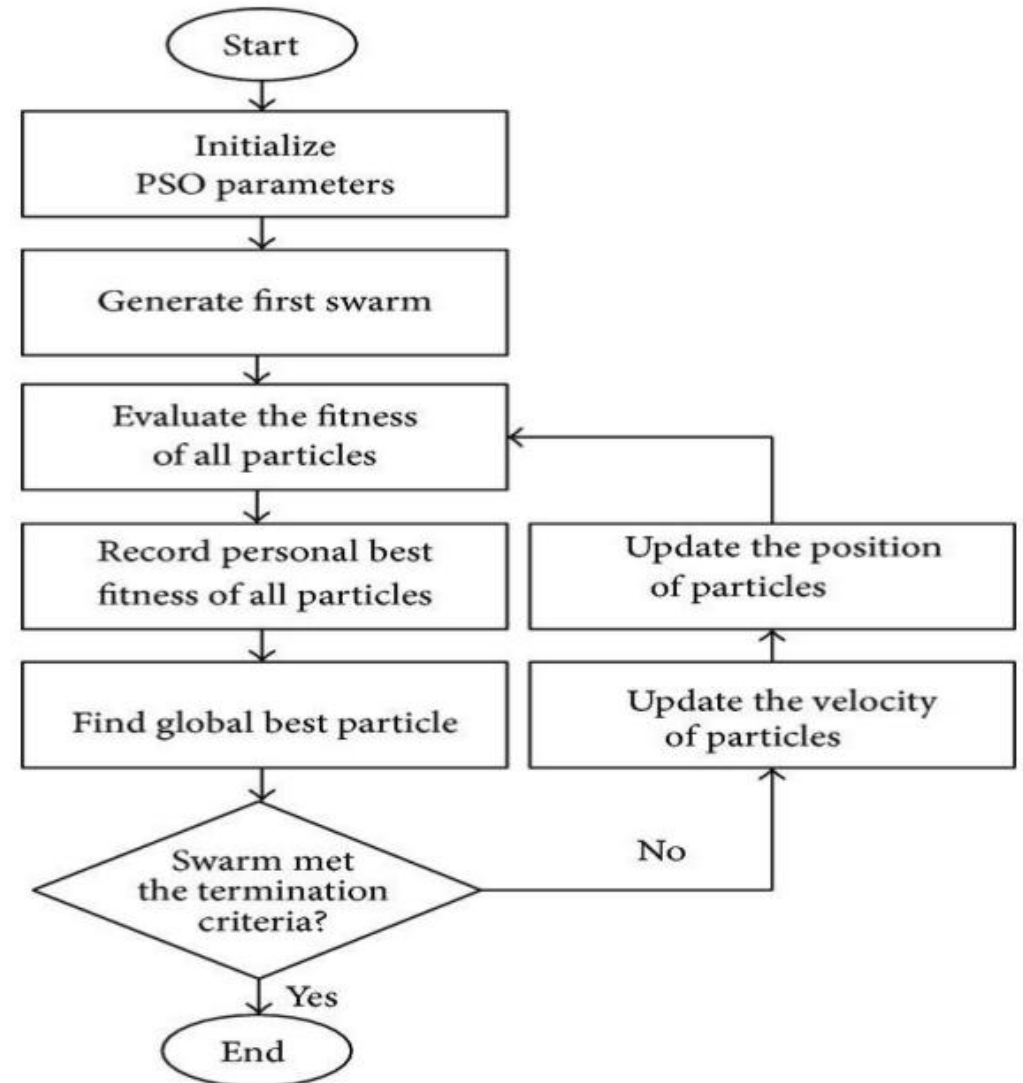 Start
Initialize
PSO parameters
Generate first swarm
Evaluate the fitness
of all particles
Record personal best
fitness of all particles
Find global best particle
Swarm met
the termination
criteria?
Yes
End
No
Update the velocity
of particles
Update the position
of particles